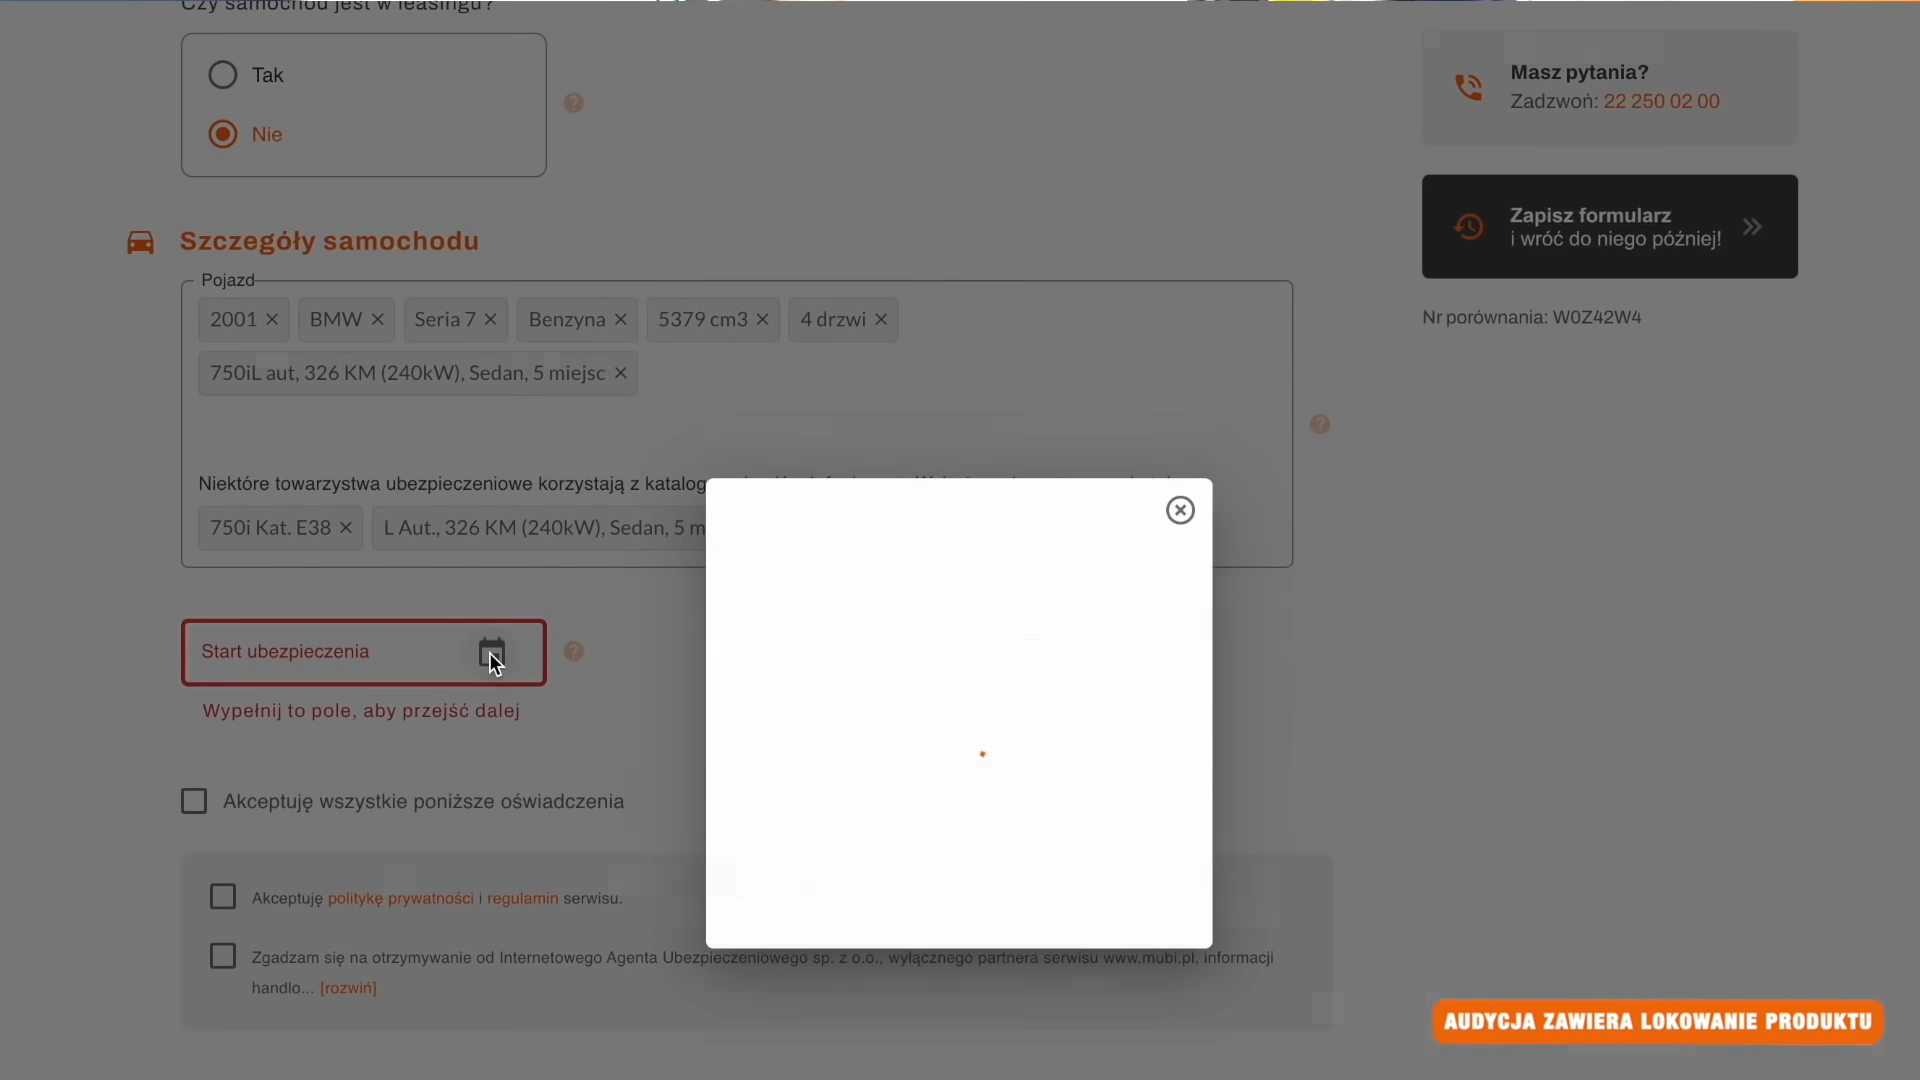 Czy samochód jest w leasingu?
Tak
Nie
Szczegóły samochodu
Pojazd
2001
BMW
Seria 7
Benzyna
5379 cm3
4 drzwi
750iL aut, 326 KM (240kW), Sedan, 5 miejsc
Niektóre towarzystwa ubezpieczeniowe korzystają z
750i Kat. E38
L Aut., 326 KM (240kW), Sedan, 5 m
Start ubezpieczenia
Wypełnij to pole, aby przejść dalej
Akceptuję wszystkie poniższe oświadczenia
Akceptuję politykę prywatności i regulamin serwisu.
Zgadzam się na otrzymywanie od Internetowego Agenta Ubezpieczeniowego sp. z o.o., wyłącznego partnera serwisu www.mubi.pl, informacji
handlo... [rozwiń]
Masz pytania?
Zadzwoń: 22 250 02 00
Zapisz formularz
i wróć do niego później!
Nr porównania: W0Z42W4
AUDYCJA ZAWIERA LOKOWANIE PRODUKTU